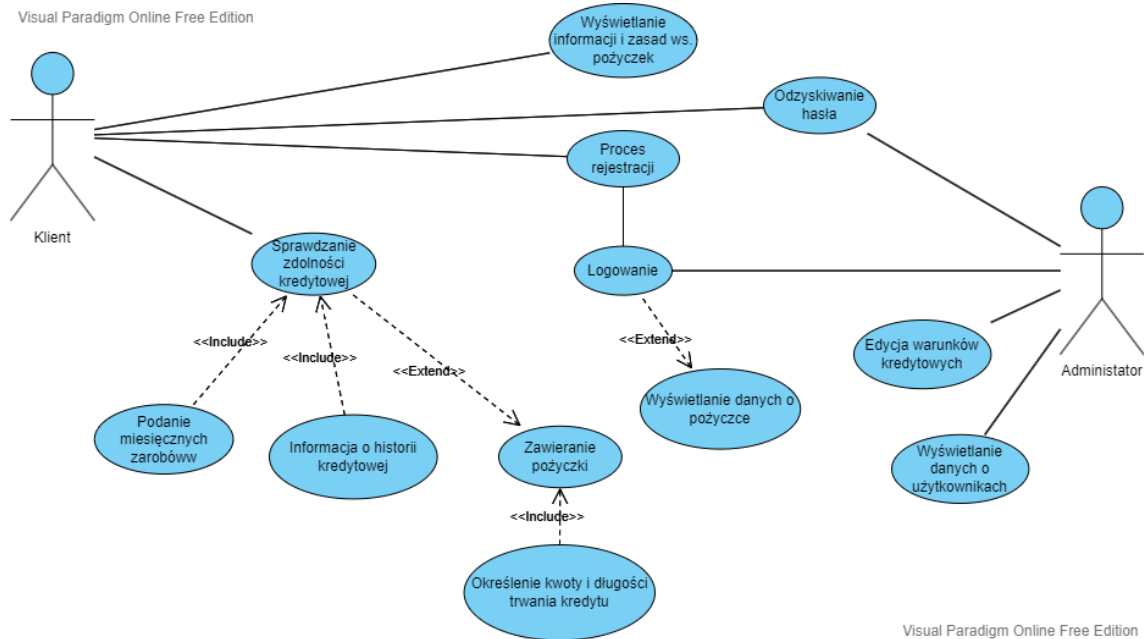 Visual Paradigm Online Free Edition
Wyświetlanie
informacji i zasad ws.
pożyczek
Odzyskiwanie
hasła
Proces
rejestracji
Klient
Sprawdzanie
zdolności
kredytowej
Logowanie
Administator
<<Include>>
<<Include>>
<<Extend>>
<<Extend>>
Edycja warunków
kredytowych
Podanie
miesięcznych
zarobóww
Informacja o historii
kredytowej
Zawieranie
pożyczki
Wyświetlanie danych o
pożyczce
Wyświetlanie
danych o
użytkownikach
<<Include>>
Określenie kwoty i długości
trwania kredytu
Visual Paradigm Online Free Edition